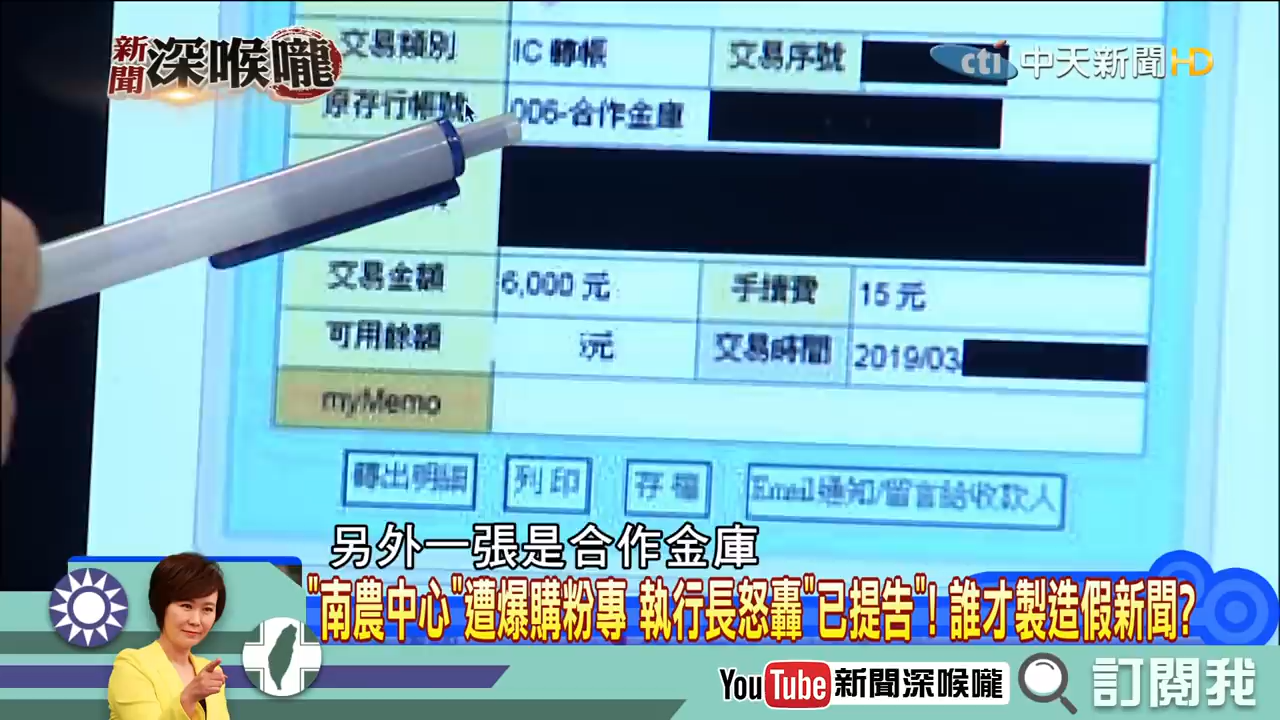 新聞深喉嚨
cti 中天新聞HD
交易類別 IC 轉帳 交易序號
原存行帳號 006-合作金庫
交易金額 6,000 元 手續費 15 元
可用餘額 元 交易時間 2019/03
myMemo
轉出明細 列印 存檔 Email通知/留言給收款人
另外一張是合作金庫
"南農中心"遭爆購粉專 執行長怒轟"已提告"! 誰才製造假新聞?
YouTube 新聞深喉嚨 訂閱我